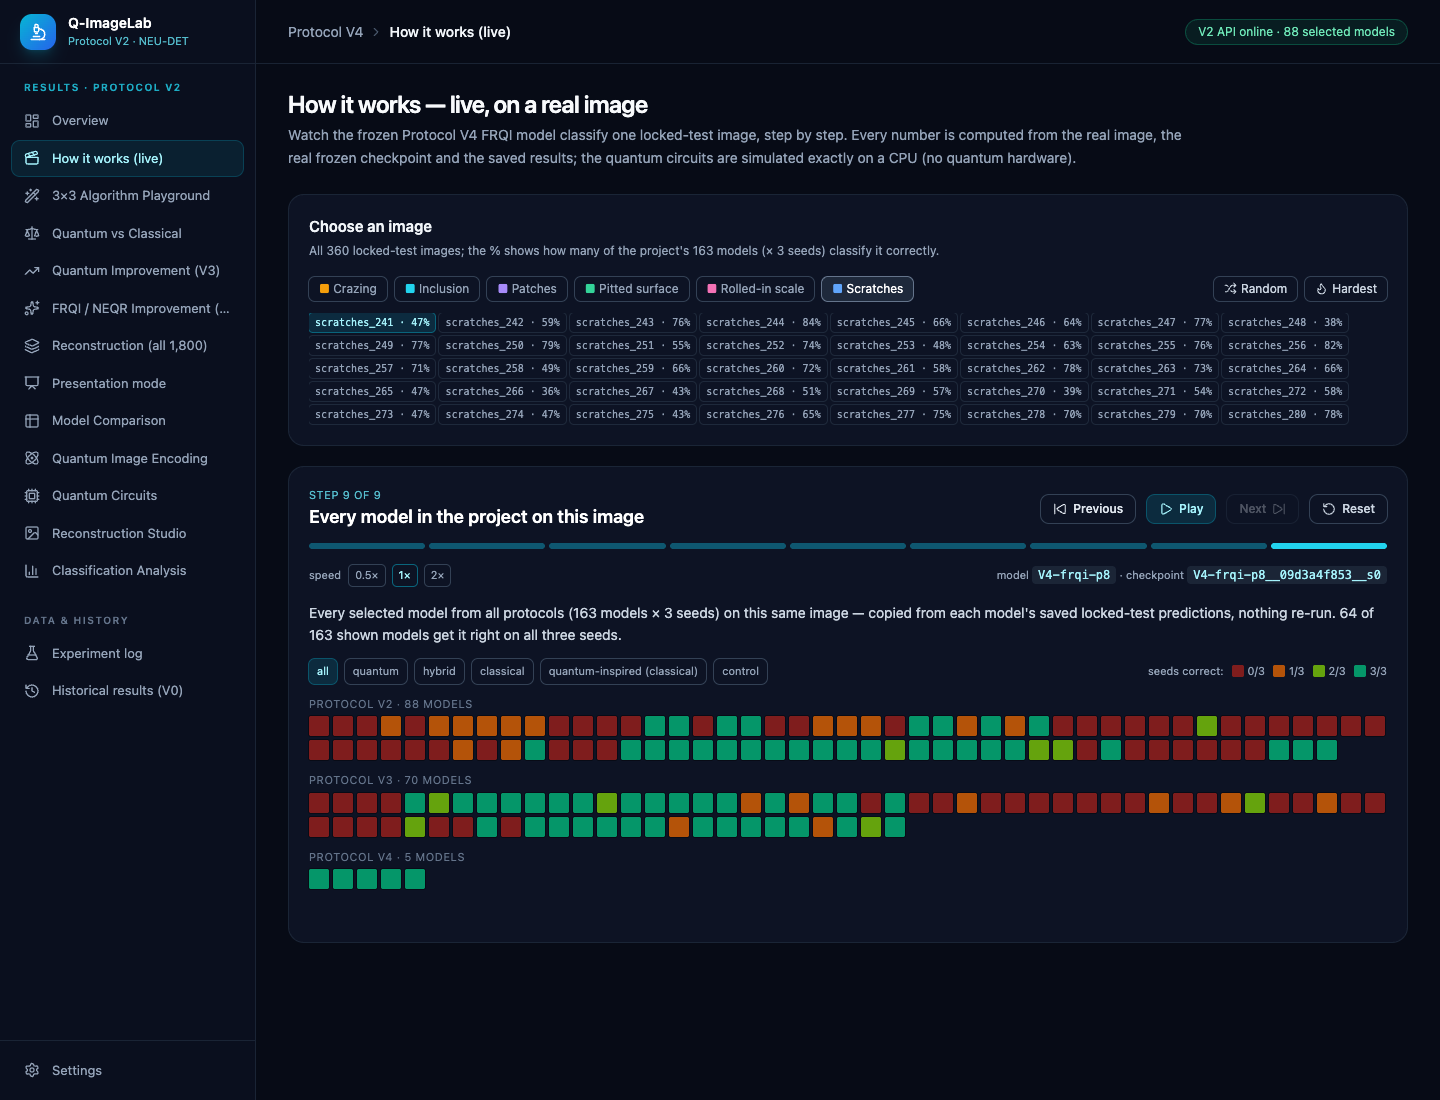 Q-ImageLab
Protocol V2 · NEU-DET
RESULTS · PROTOCOL V2
Overview
How it works (live)
3×3 Algorithm Playground
Quantum vs Classical
Quantum Improvement (V3)
FRQI / NEQR Improvement (...
Reconstruction (all 1,800)
Presentation mode
Model Comparison
Quantum Image Encoding
Quantum Circuits
Reconstruction Studio
Classification Analysis
DATA & HISTORY
Experiment log
Historical results (V0)
Settings
Protocol V4 > How it works (live)
V2 API online · 88 selected models
How it works — live, on a real image
Watch the frozen Protocol V4 FRQI model classify one locked-test image, step by step. Every number is computed from the real image, the
real frozen checkpoint and the saved results; the quantum circuits are simulated exactly on a CPU (no quantum hardware).
Choose an image
All 360 locked-test images; the % shows how many of the project's 163 models (× 3 seeds) classify it correctly.
Crazing Inclusion Patches Pitted surface Rolled-in scale Scratches Random Hardest
scratches_241 · 47% scratches_242 · 59% scratches_243 · 76% scratches_244 · 84% scratches_245 · 66% scratches_246 · 64% scratches_247 · 77% scratches_248 · 38%
scratches_249 · 77% scratches_250 · 79% scratches_251 · 55% scratches_252 · 74% scratches_253 · 48% scratches_254 · 63% scratches_255 · 76% scratches_256 · 82%
scratches_257 · 71% scratches_258 · 49% scratches_259 · 66% scratches_260 · 72% scratches_261 · 58% scratches_262 · 78% scratches_263 · 73% scratches_264 · 66%
scratches_265 · 47% scratches_266 · 36% scratches_267 · 43% scratches_268 · 51% scratches_269 · 57% scratches_270 · 39% scratches_271 · 54% scratches_272 · 58%
scratches_273 · 47% scratches_274 · 47% scratches_275 · 43% scratches_276 · 65% scratches_277 · 75% scratches_278 · 70% scratches_279 · 70% scratches_280 · 78%
STEP 9 OF 9
Every model in the project on this image
Previous Play Next Reset
speed 0.5× 1× 2×
model V4-frqi-p8 · checkpoint V4-frqi-p8__09d3a4f853__s0
Every selected model from all protocols (163 models × 3 seeds) on this same image — copied from each model's saved locked-test predictions, nothing re-run. 64 of
163 shown models get it right on all three seeds.
all quantum hybrid classical quantum-inspired (classical) control
seeds correct: 0/3 1/3 2/3 3/3
PROTOCOL V2 · 88 MODELS
PROTOCOL V3 · 70 MODELS
PROTOCOL V4 · 5 MODELS